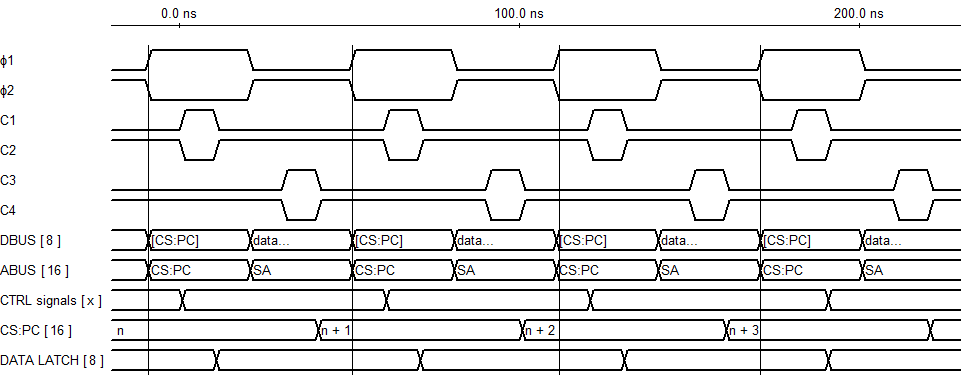 0.0 ns 100.0 ns 200.0 ns
ϕ1
ϕ2
C1
C2
C3
C4
DBUS [ 8 ] [CS:PC] data... [CS:PC] data... [CS:PC] data... [CS:PC] data...
ABUS [ 16 ] CS:PC SA CS:PC SA CS:PC SA CS:PC SA
CTRL signals [ x ]
CS:PC [ 16 ] n n + 1 n + 2 n + 3
DATA LATCH [ 8 ]